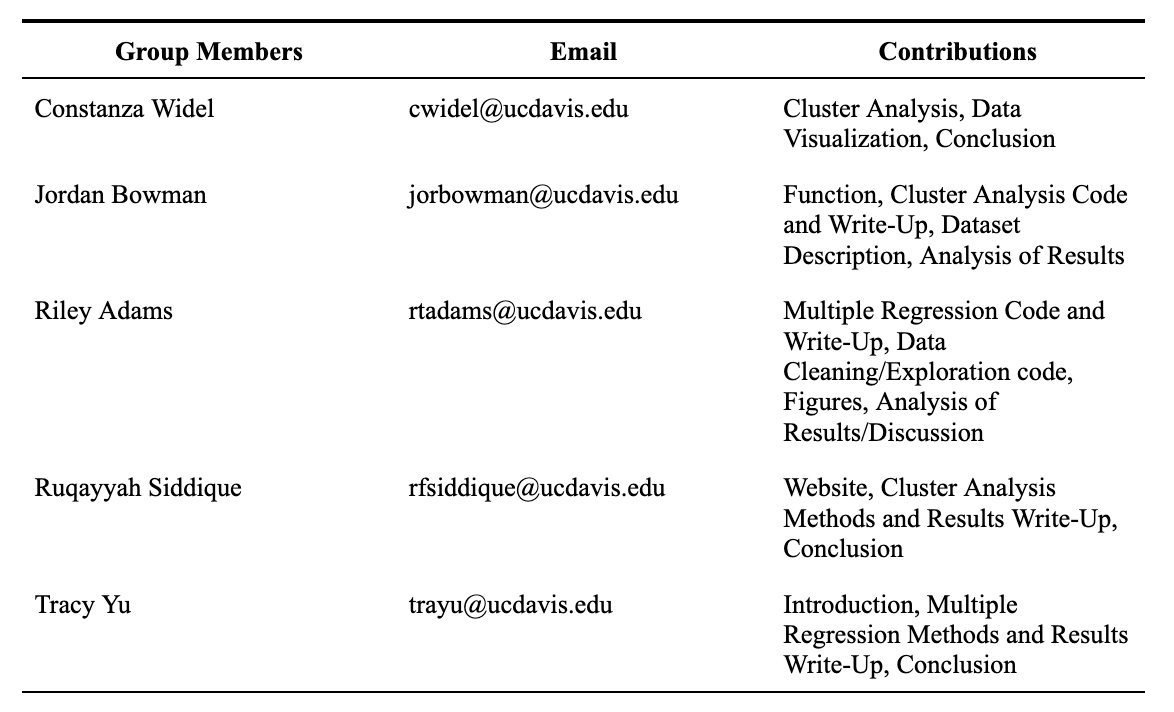 Group Members Email Contributions
Constanza Widel cwidel@ucdavis.edu Cluster Analysis, Data
Visualization, Conclusion
Jordan Bowman jorbowman@ucdavis.edu Function, Cluster Analysis Code
and Write-Up, Dataset
Description, Analysis of Results
Riley Adams rtadams@ucdavis.edu Multiple Regression Code and
Write-Up, Data
Cleaning/Exploration code,
Figures, Analysis of
Results/Discussion
Ruqayyah Siddique rfsiddique@ucdavis.edu Website, Cluster Analysis
Methods and Results Write-Up,
Conclusion
Tracy Yu trayu@ucdavis.edu Introduction, Multiple
Regression Methods and Results
Write-Up, Conclusion